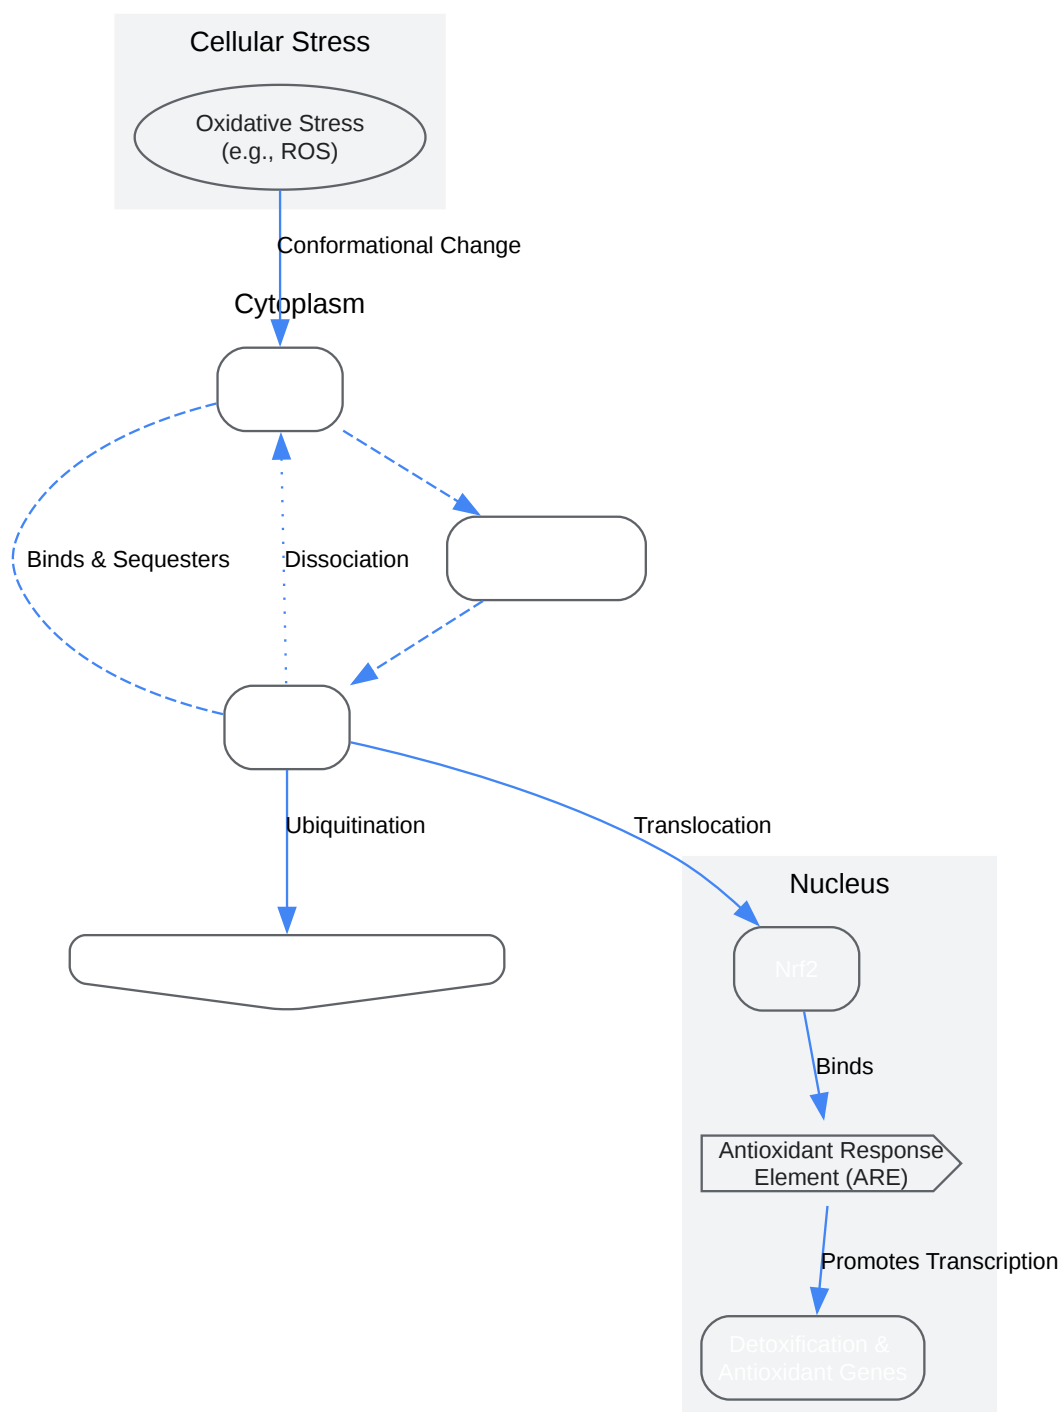 Cellular Stress
Oxidative Stress
(e.g., ROS)
Conformational Change
Cytoplasm
Binds & Sequesters
Dissociation
Ubiquitination
Translocation
Nucleus
Nrf2
Binds
Antioxidant Response
Element (ARE)
Promotes Transcription
Detoxification &
Antioxidant Genes